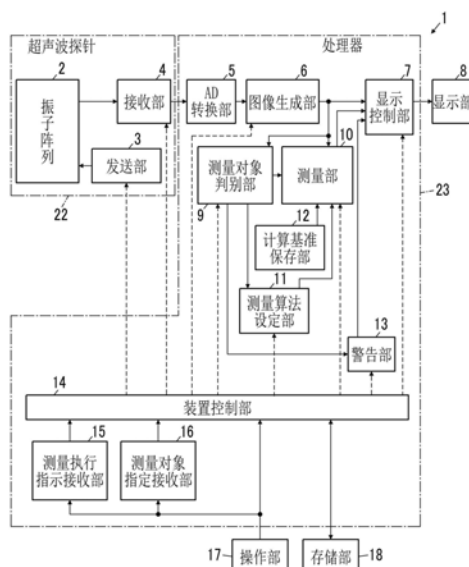 1
超声波探针
处理器
2
振子
阵列
4
接收部
3
发送部
22
5
AD
转换部
6
图像生成部
7
显示
控制部
8
显示部
9
测量对象
判别部
10
测量部
23
12
计算基准
保存部
11
测量算法
设定部
13
警告部
14
装置控制部
15
测量执行
指示接收部
16
测量对象
指定接收部
17
操作部
存储部
18